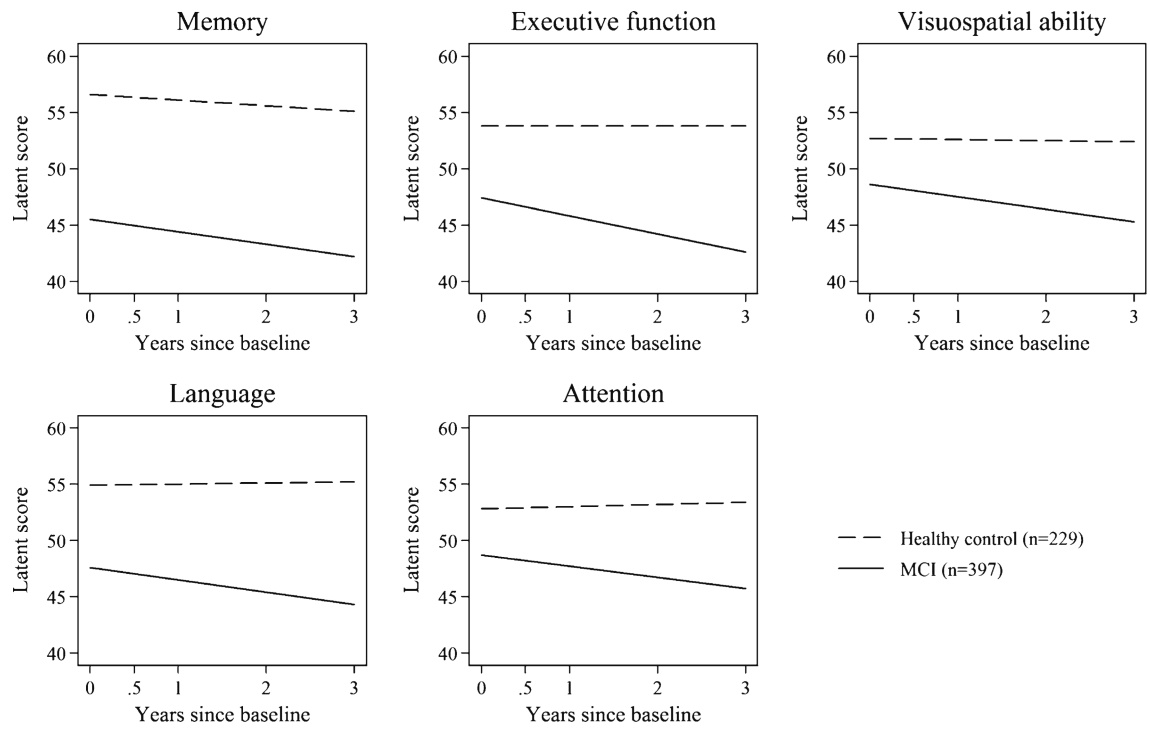 Memory
Executive function
Visuospatial ability
60
55
50
45
40
Latent score
0 .5 1 2 3
Years since baseline
60
55
50
45
40
Latent score
0 .5 1 2 3
Years since baseline
60
55
50
45
40
Latent score
0 .5 1 2 3
Years since baseline
Language
Attention
60
55
50
45
40
Latent score
0 .5 1 2 3
Years since baseline
60
55
50
45
40
Latent score
0 .5 1 2 3
Years since baseline
Healthy control (n=229)
MCI (n=397)